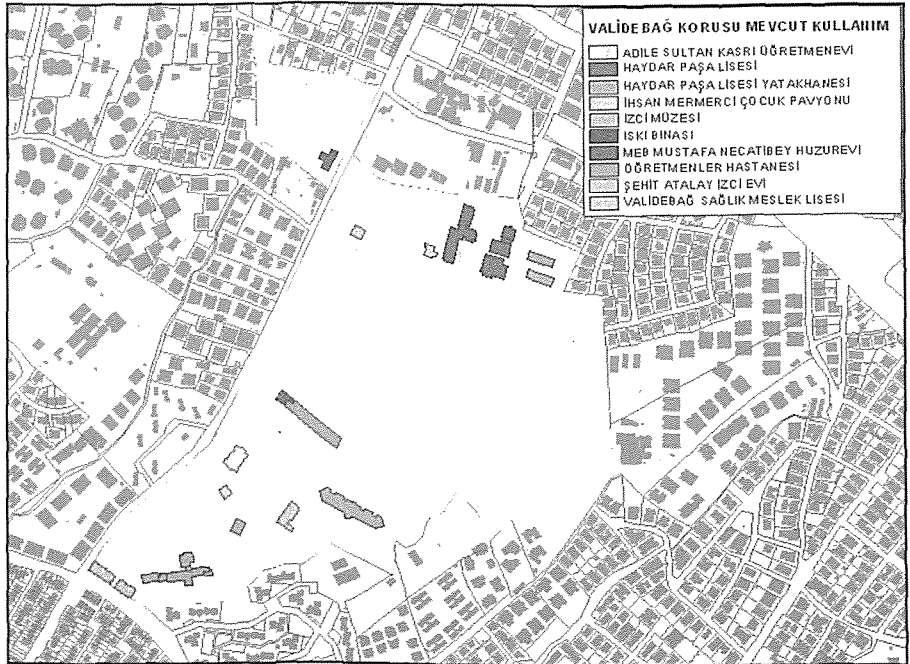 VALİDEBAĞ KORUSU MEVCUT KULLANIM
ADİLE SULTAN KASRI ÖĞRETMENEVİ
HAYDAR PAŞA LİSESİ
HAYDAR PAŞA LİSESİ YATAKHANESİ
İHSAN MERMERCİ ÇOCUK PAVYONU
İZCİ MÜZESİ
İSKİ BİNASI
MEB MUSTAFA NECATİBEY HUZUREVİ
ÖĞRETMENLER HASTANESİ
ŞEHİT ATALAY İZCİ EVİ
VALİDEBAĞ SAĞLIK MESLEK LİSESİ